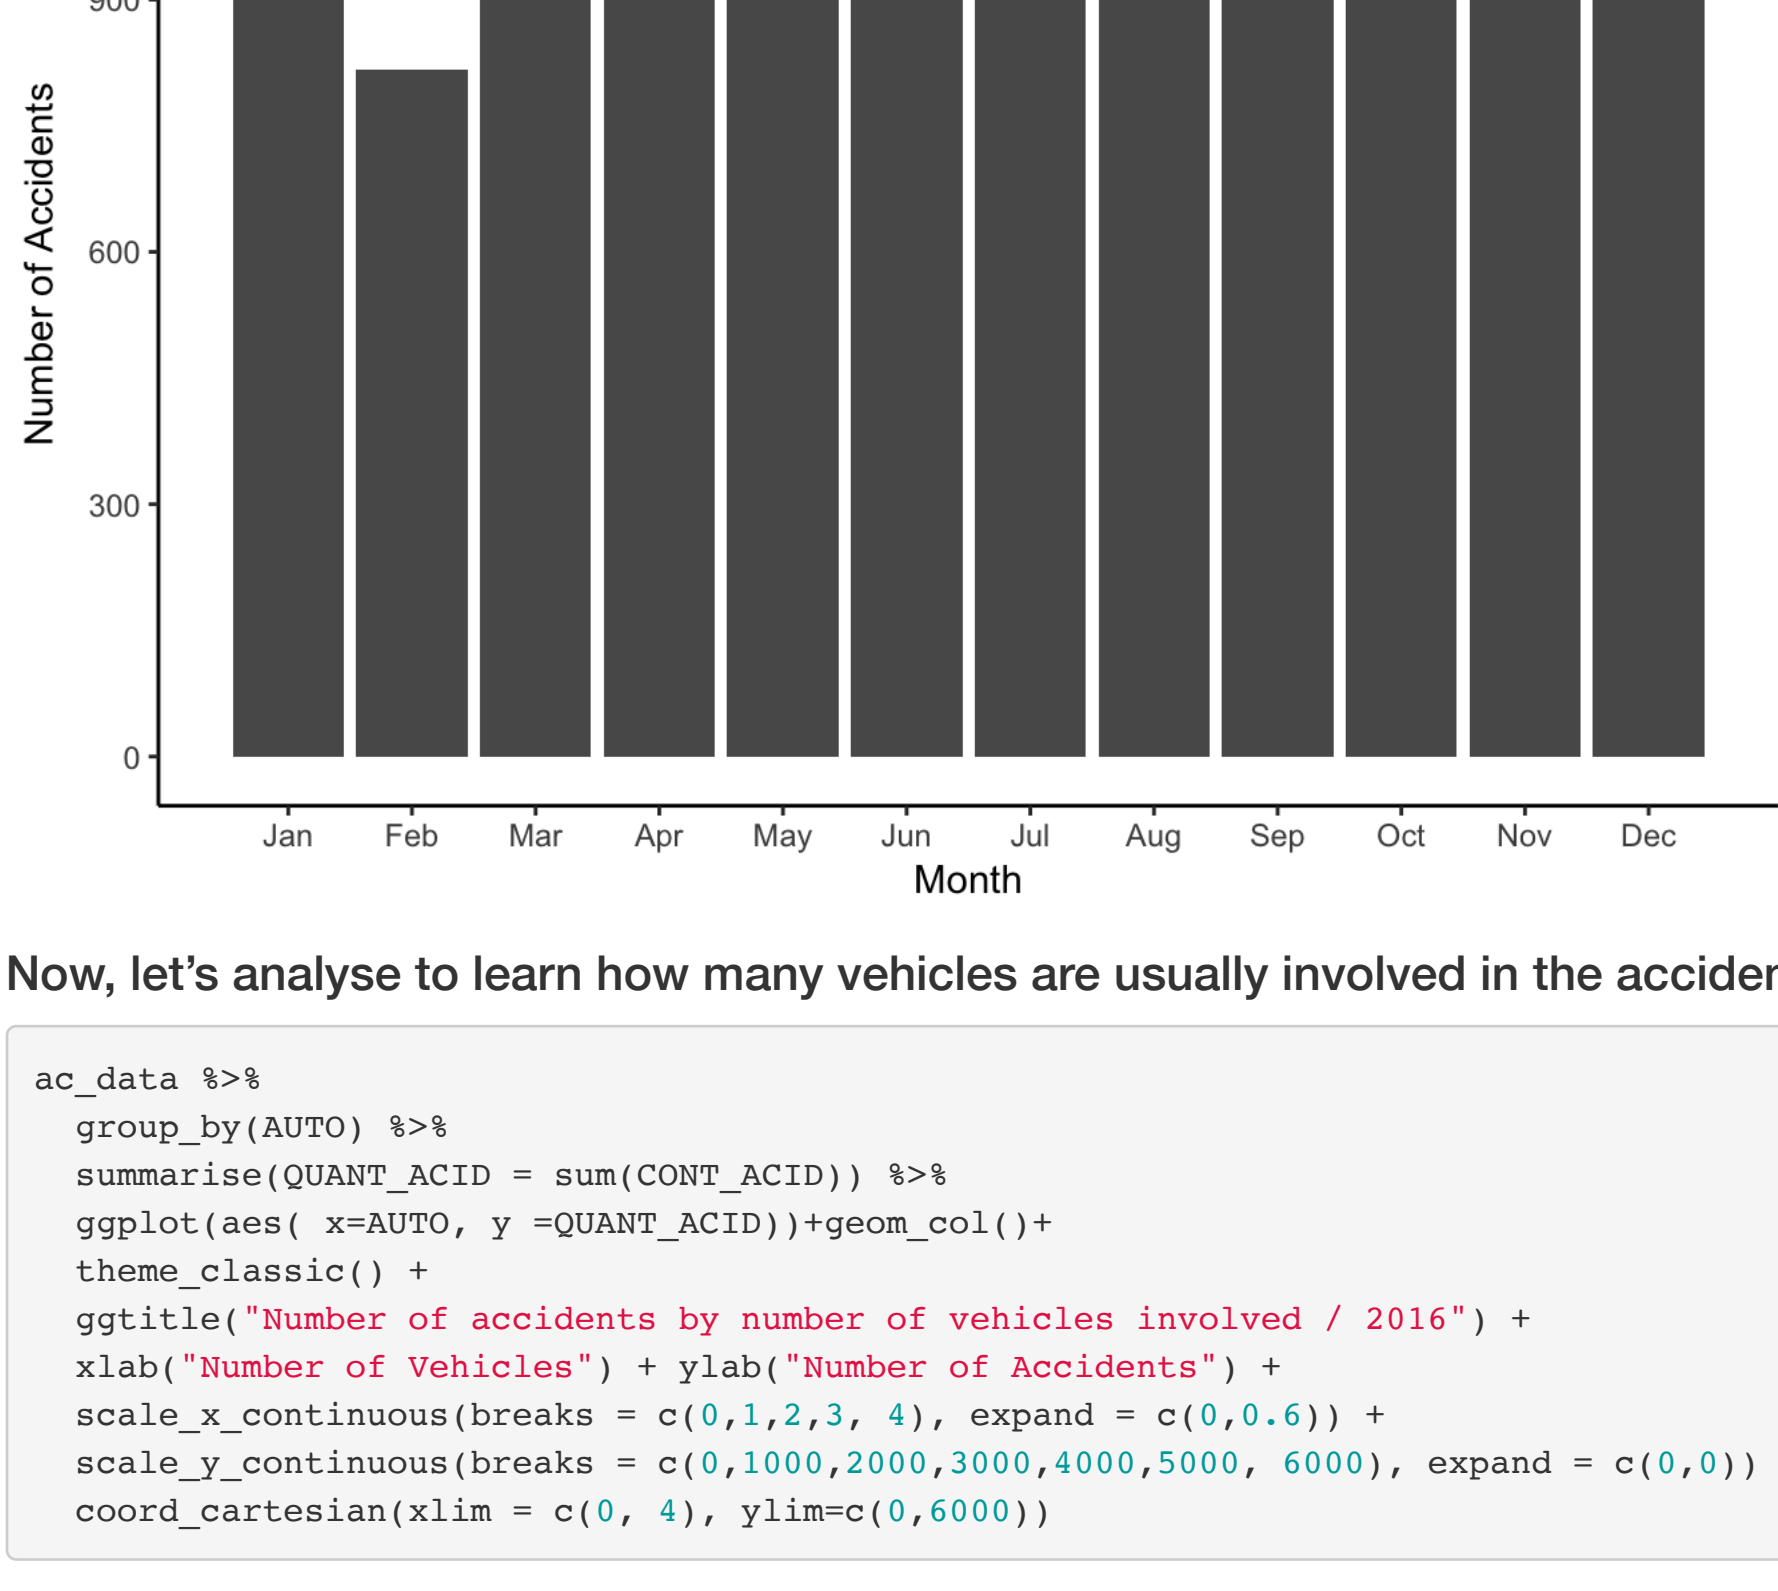 900
Number of Accidents
600
300
0
Jan Feb Mar Apr May Jun Jul Aug Sep Oct Nov Dec
Month
Now, let’s analyse to learn how many vehicles are usually involved in the
ac_data %>%
group_by(AUTO) %>%
summarise(QUANT_ACID = sum(CONT_ACID)) %>%
ggplot(aes( x=AUTO, y =QUANT_ACID))+geom_col()+
theme_classic() +
ggtitle("Number of accidents by number of vehicles involved / 2016") +
xlab("Number of Vehicles") + ylab("Number of Accidents") +
scale_x_continuous(breaks = c(0,1,2,3, 4), expand = c(0,0.6)) +
scale_y_continuous(breaks = c(0,1000,2000,3000,4000,5000, 6000), expand = c(0,0))
coord_cartesian(xlim = c(0, 4), ylim=c(0,6000))